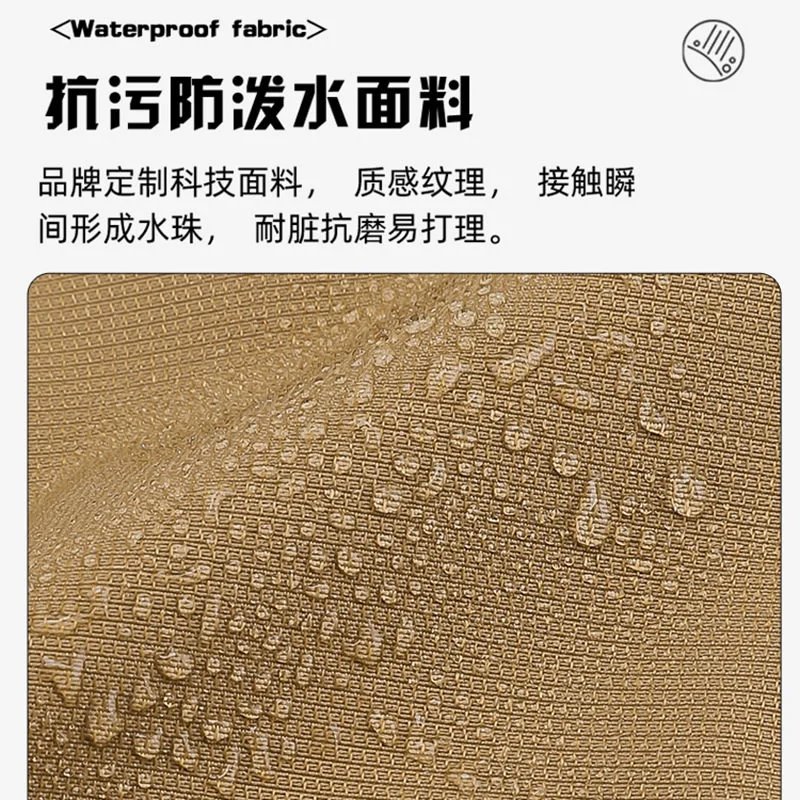 <Waterproof fabric>
抗污防泼水面料
品牌定制科技面料， 质感纹理， 接触瞬
间形成水珠， 耐脏抗磨易打理。